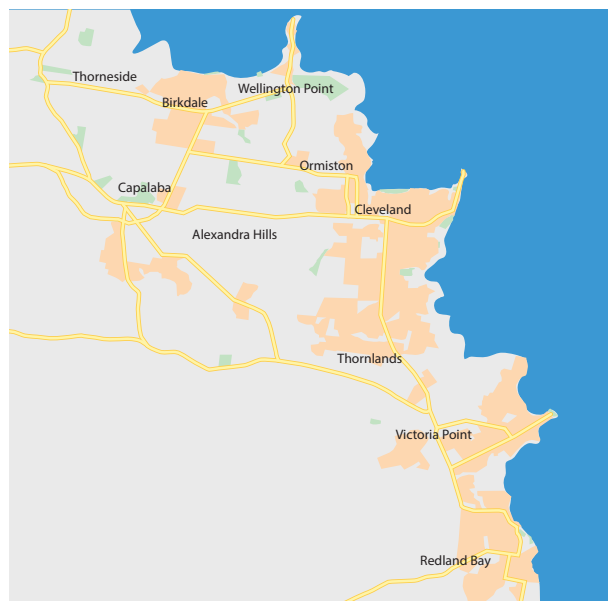 Thorneside
Wellington Point
Birkdale
Ormiston
Capalaba
Cleveland
Alexandra Hills
Thornlands
Victoria Point
Redland Bay